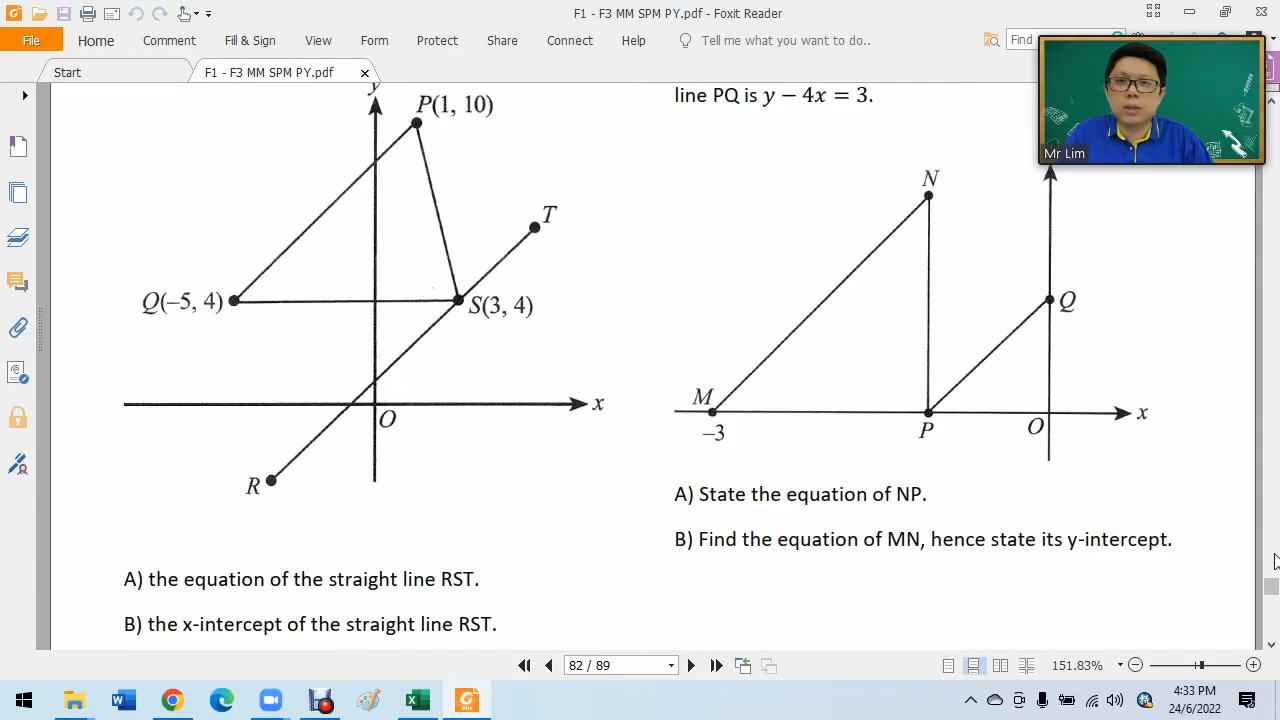 F1 - F3 MM SPM PY.pdf - Foxit Reader
File Home Comment Fill & Sign View Form Protect Share Connect Help Tell me what you want to do.. Find
Start F1 - F3 MM SPM PY.pdf
Mr Lim
y
P(1, 10)
T
Q(–5, 4)
S(3, 4)
x
O
R
A) the equation of the straight line RST.
B) the x-intercept of the straight line RST.
line PQ is y − 4x = 3.
N
Q
M
x
–3
P
O
A) State the equation of NP.
B) Find the equation of MN, hence state its y-intercept.
82 / 89
151.83%
4:33 PM
24/6/2022